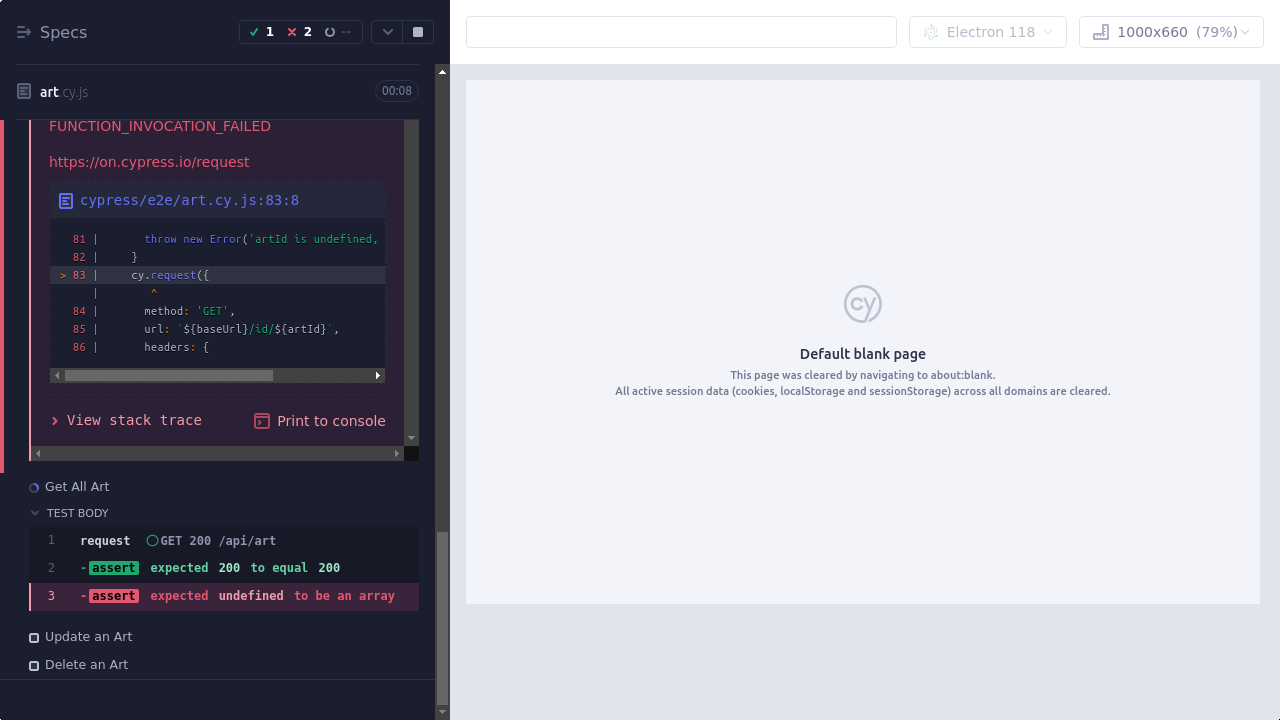 Specs
1 2 --
art.cy.js
00:08
FUNCTION_INVOCATION_FAILED
https://on.cypress.io/request
cypress/e2e/art.cy.js:83:8
81 | throw new Error('artId is undefined,
82 | }
> 83 | cy.request({
| ^
84 | method: 'GET',
85 | url: `${baseUrl}/id/${artId}`,
86 | headers: {
View stack trace
Print to console
Get All Art
TEST BODY
1 request GET 200 /api/art
2 -assert expected 200 to equal 200
3 -assert expected undefined to be an array
Update an Art
Delete an Art
Electron 118
1000x660 (79%)
cy
Default blank page
This page was cleared by navigating to about:blank.
All active session data (cookies, localStorage and sessionStorage) across all domains are cleared.